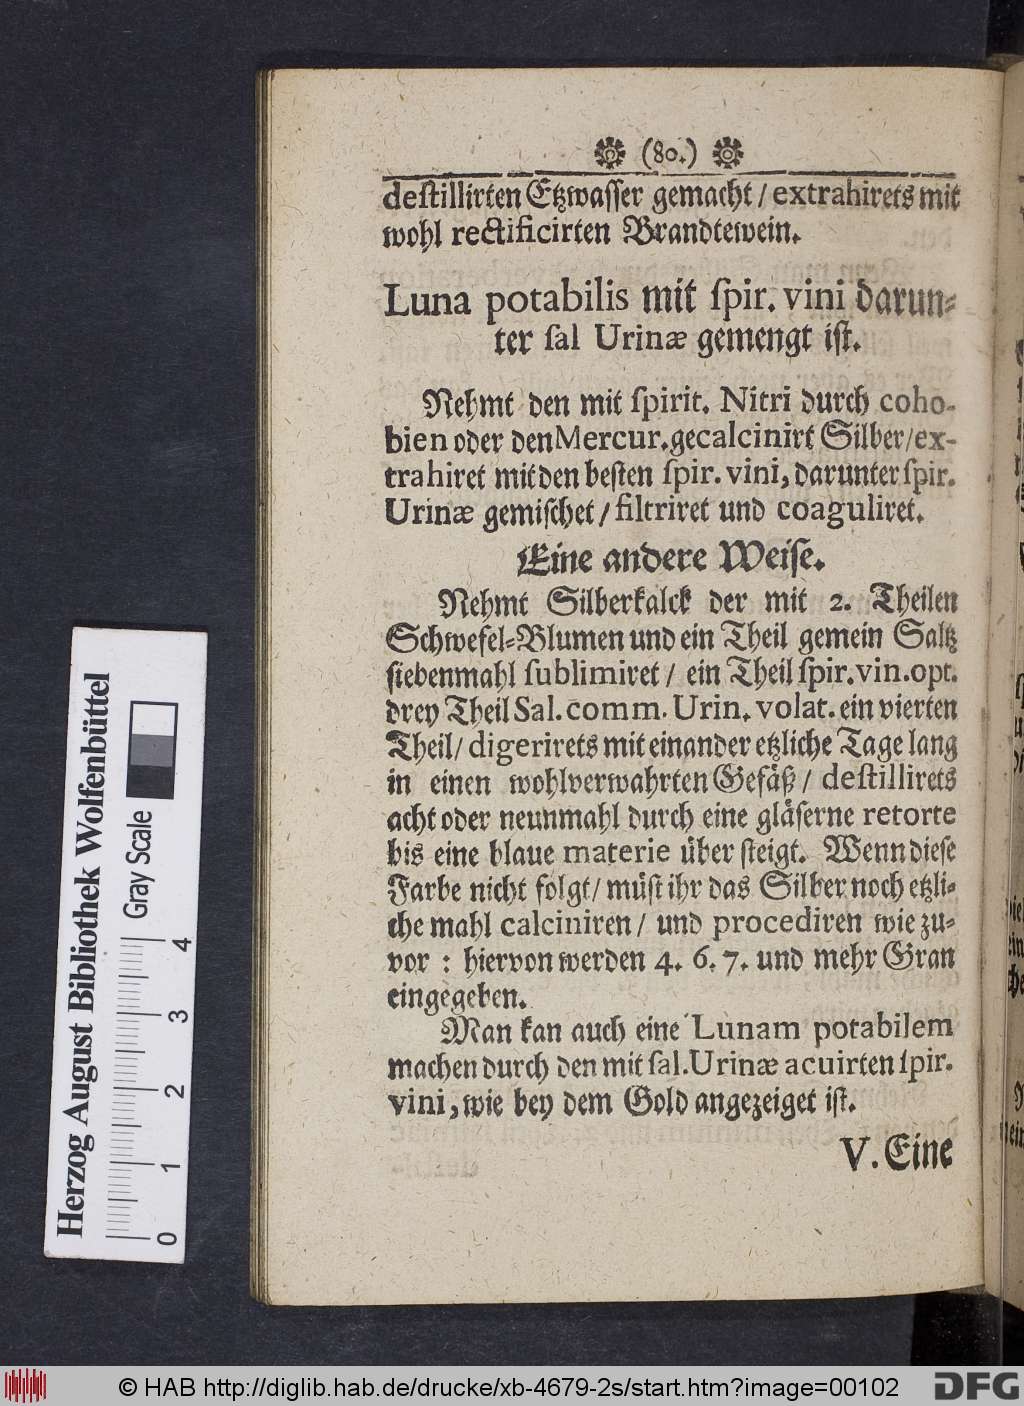 (80.)
destillirten Etzwasser gemacht / extrahirets mit
wohl rectificirten Brandtewein.
Luna potabilis mit spir. vini darun-
ter sal Urinæ gemengt ist.
Nehmt den mit spirit. Nitri durch coho-
bien oder den Mercur. gecalcinirt Silber / ex-
trahiret mit den besten spir. vini, darunter spir.
Urinæ gemischet / filtriret und coaguliret.
Eine andere Weise.
Nehmt Silberkalck der mit 2. Theilen
Schwefel-Blumen und ein Theil gemein Saltz
siebenmahl sublimiret / ein Theil spir. vin. opt.
drey Theil Sal. comm. Urin. volat. ein vierten
Theil / digerirets mit einander etzliche Tage lang
in einen wohlverwahrten Gefäß / destillirets
acht oder neunmahl durch eine gläserne retorte
bis eine blaue materie über steigt. Wenn diese
Farbe nicht folgt / müst ihr das Silber noch etzli-
che mahl calciniren / und procediren wie zu-
vor : hiervon werden 4. 6. 7. und mehr Gran
eingegeben.
Man kan auch eine Lunam potabilem
machen durch den mit sal. Urinæ acuirten spir.
vini, wie bey dem Gold angezeiget ist.
V. Eine
Herzog August Bibliothek Wolfenbüttel
Gray Scale
0 1 2 3 4
© HAB http://diglib.hab.de/drucke/xb-4679-2s/start.htm?image=00102
DFG